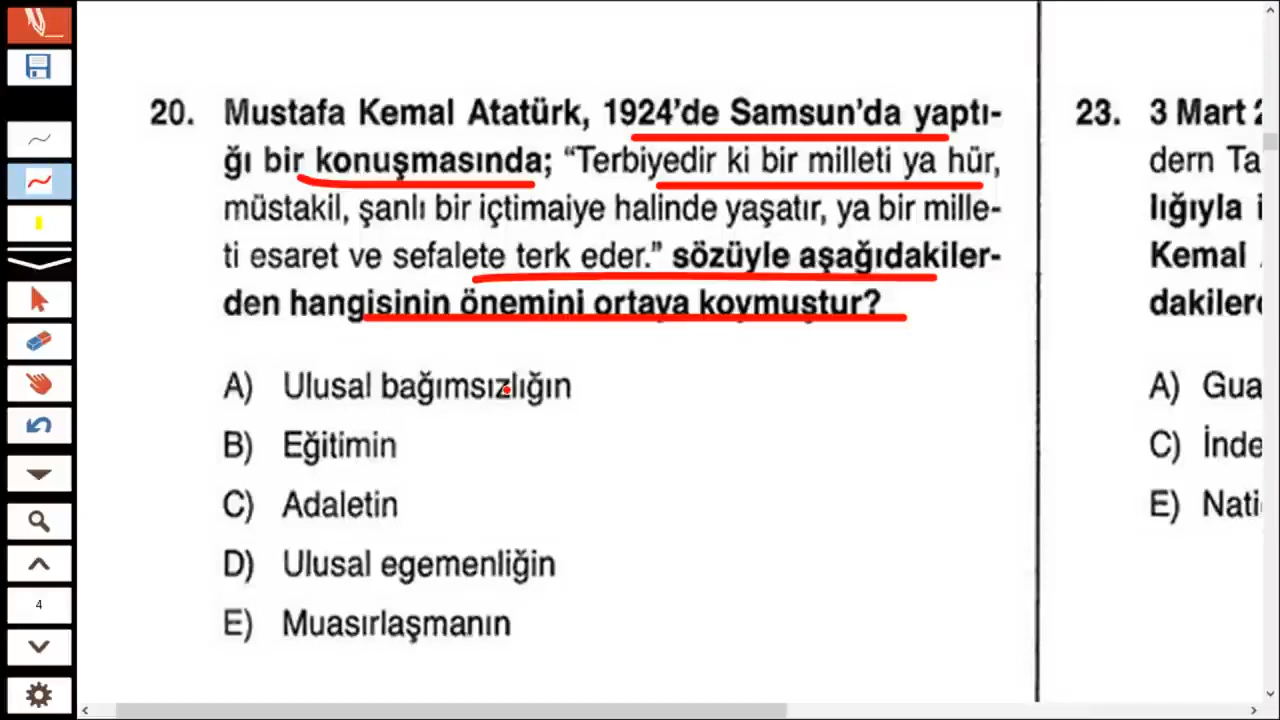 20. Mustafa Kemal Atatürk, 1924'de Samsun'da yaptı-
ğı bir konuşmasında; “Terbiyedir ki bir milleti ya hür,
müstakil, şanlı bir içtimaiye halinde yaşatır, ya bir mille-
ti esaret ve sefalete terk eder.” sözüyle aşağıdakiler-
den hangisinin önemini ortaya koymuştur?
A) Ulusal bağımsızlığın
B) Eğitimin
C) Adaletin
D) Ulusal egemenliğin
E) Muasırlaşmanın
23. 3 Mart
dern Ta
lığıyla i
Kemal
dakilerd
A) Gua
C) İnde
E) Nati
4